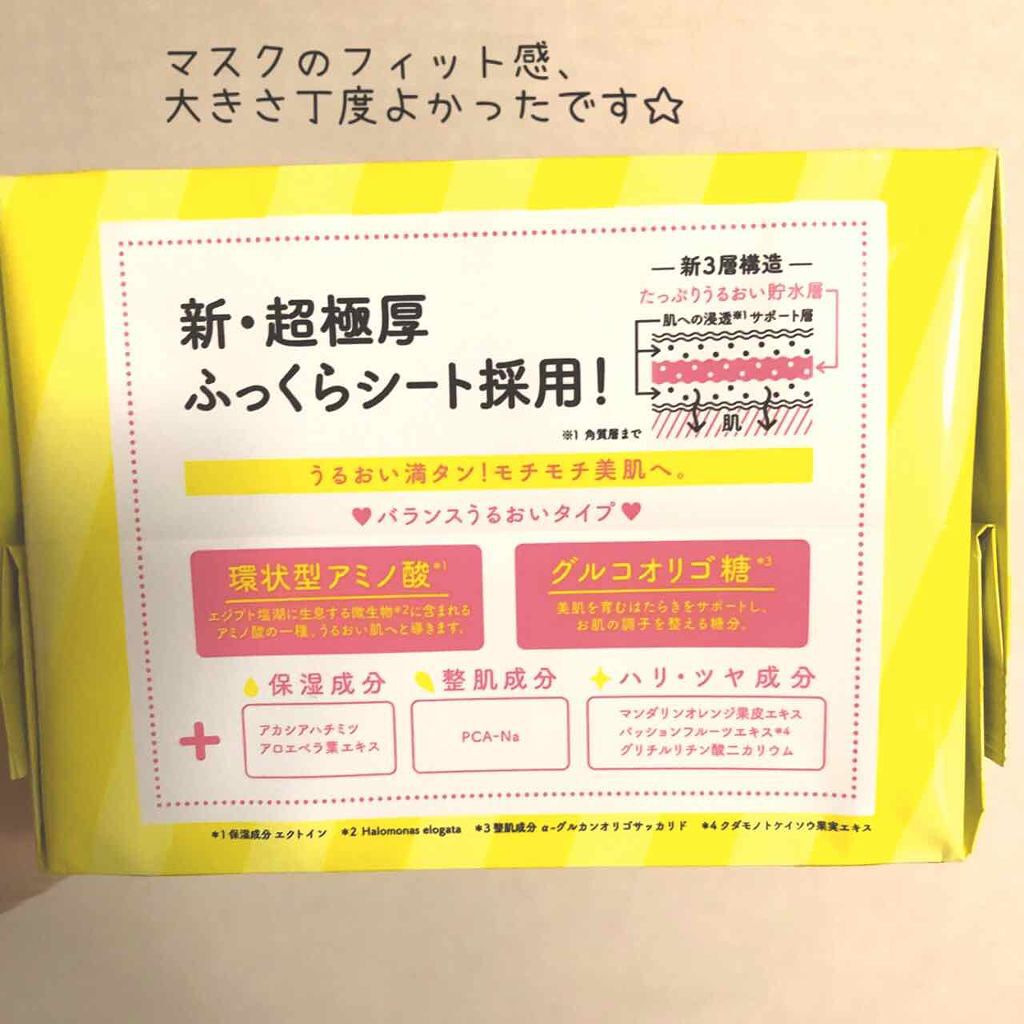 マスクのフィット感、
大きさ丁度よかったです☆
新・超極厚
ふっくらシート採用!
※1 角質層まで
― 新3層構造 ―
たっぷりうるおい貯水層
肌への浸透※1サポート層
肌
うるおい満タン!モチモチ美肌へ。
♥バランスうるおいタイプ♥
環状型アミノ酸*1
エジプト塩湖に生息する微生物*2に含まれる
アミノ酸の一種。うるおい肌へと導きます。
グルコオリゴ糖*3
美肌を育むはたらきをサポートし、
お肌の調子を整える糖分。
+
保湿成分
アカシアハチミツ
アロエベラ葉エキス
整肌成分
PCA-Na
ハリ・ツヤ成分
マンダリンオレンジ果皮エキス
パッションフルーツエキス*4
グリチルリチン酸二カリウム
*1 保湿成分 エクトイン *2 Halomonas elogata *3 整肌成分 α-グルカンオリゴサッカリド *4 クダモノトケイソウ果実エキス